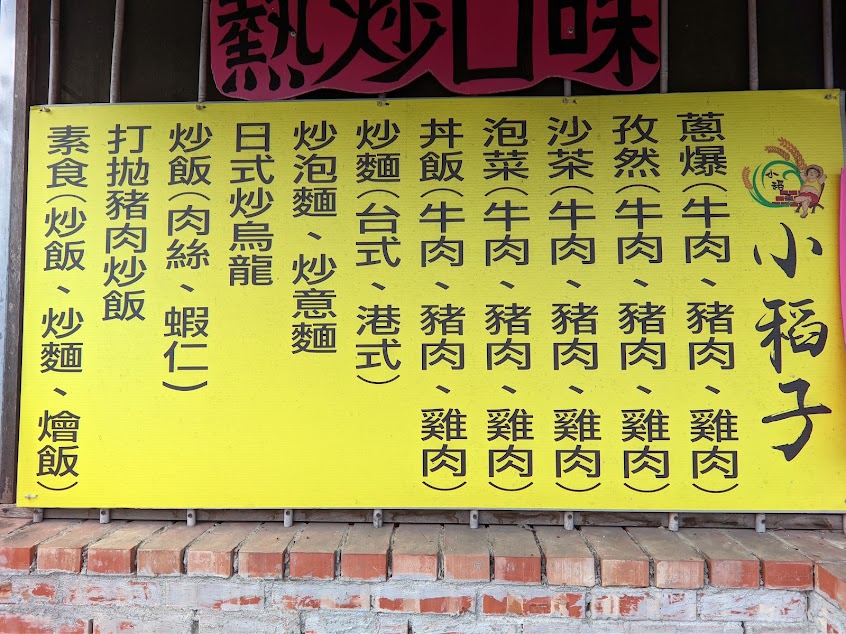 熱炒口味
小稻
小稻子
蔥爆(牛肉、豬肉、雞肉)
孜然(牛肉、豬肉、雞肉)
沙茶(牛肉、豬肉、雞肉)
泡菜(牛肉、豬肉、雞肉)
丼飯(牛肉、豬肉、雞肉)
炒麵(台式、港式)
炒泡麵、炒意麵
日式炒烏龍
炒飯(肉絲、蝦仁)
打拋豬肉炒飯
素食(炒飯、炒麵、燴飯)